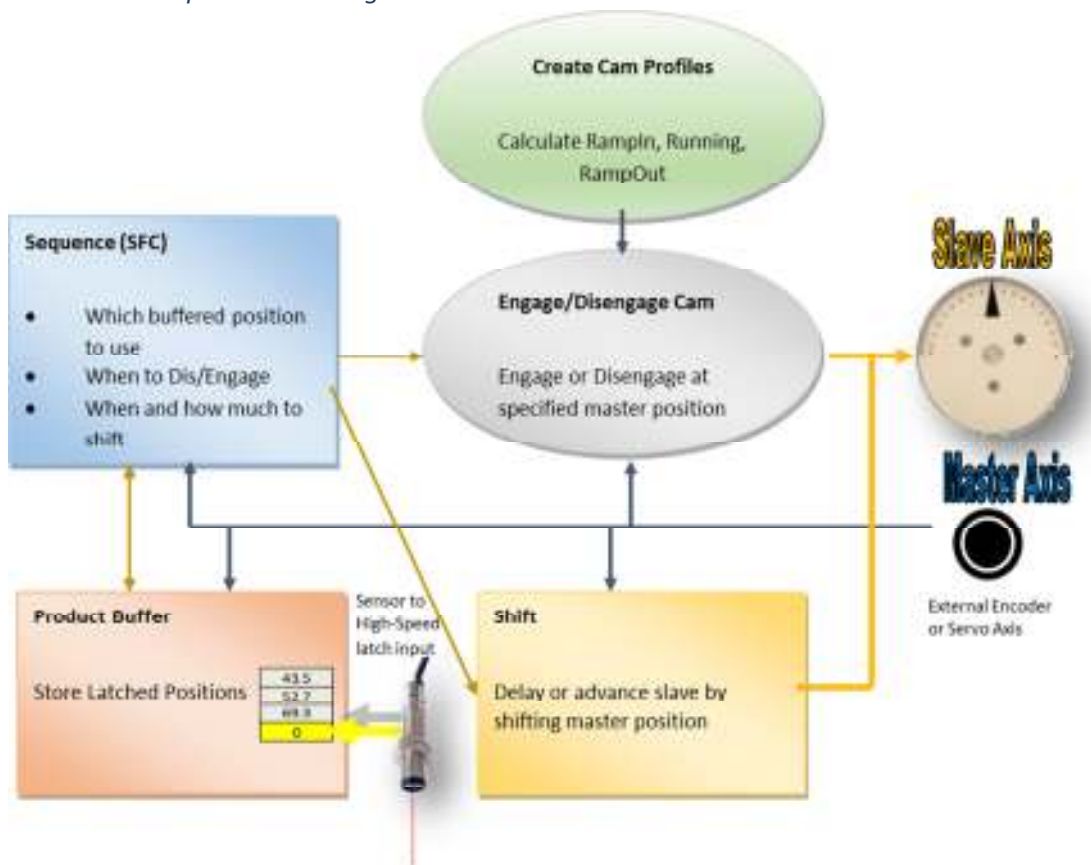 Create Cam Profiles
Calculate RampIn, Running,
RampOut
Sequence (SFC)
• Which buffered position
to use
• When to Dis/Engage
• When and how much to
shift
Engage/Disengage Cam
Engage or Disengage at
specified master position
Slave Axis
Master Axis
External Encoder
or Servo Axis
Product Buffer
Store Latched Positions
43.5
52.7
0
Sensor to
High-Speed
latch input
Shift
Delay or advance slave by
shifting master position